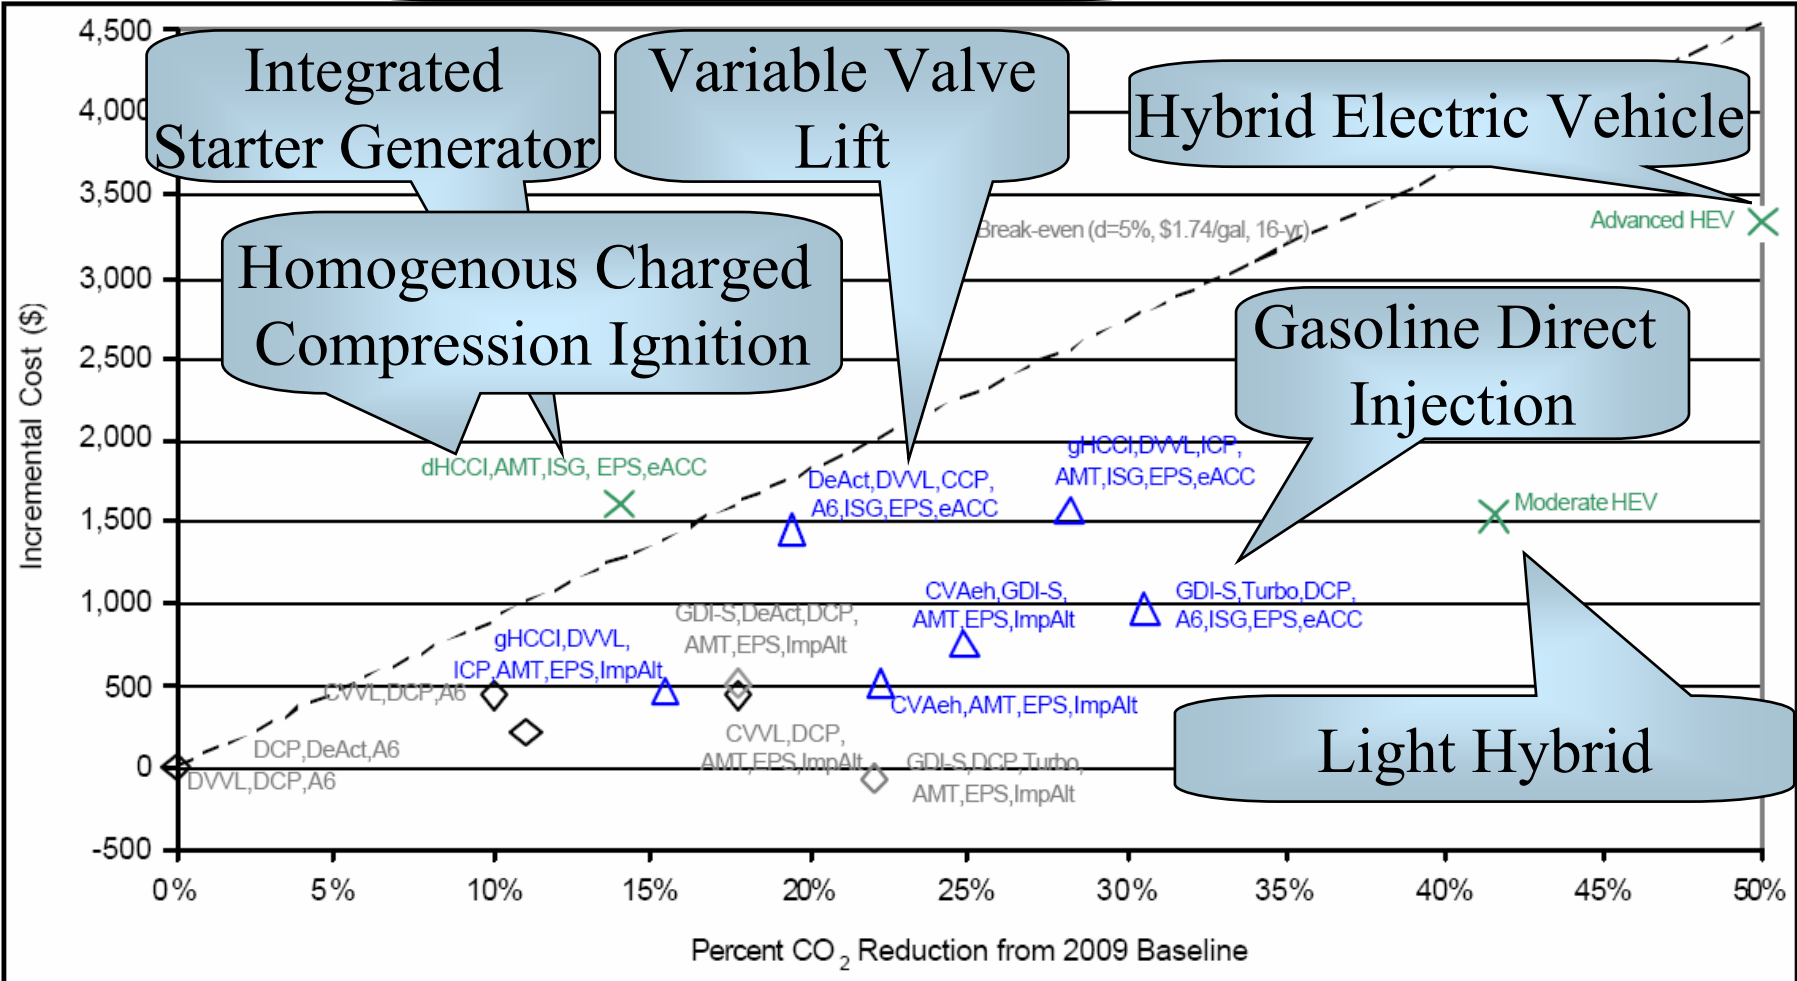 4,500
4,000
3,500
3,000
2,500
2,000
1,500
1,000
500
0
-500
Incremental Cost ($)
Integrated
Starter Generator
Variable Valve
Lift
Hybrid Electric Vehicle
Homogenous Charged
Compression Ignition
Gasoline Direct
Injection
Light Hybrid
Break-even (d=5%, $1.74/gal, 16-yr)
Advanced HEV
dHCCI,AMT,ISG, EPS,eACC
DeAct,DVVL,CCP,
A6,ISG,EPS,eACC
gHCCI,DVVL,ICP,
AMT,ISG,EPS,eACC
Moderate HEV
CVAeh,GDI-S,
AMT,EPS,ImpAlt
GDI-S,Turbo,DCP,
A6,ISG,EPS,eACC
GDI-S,DeAct,DCP,
AMT,EPS,ImpAlt
gHCCI,DVVL,
ICP,AMT,EPS,ImpAlt
CVVL,DCP,A6
CVAeh,AMT,EPS,ImpAlt
DCP,DeAct,A6
DVVL,DCP,A6
CVVL,DCP,
AMT,EPS,ImpAlt
GDI-S,DCP,Turbo,
AMT,EPS,ImpAlt
0% 5% 10% 15% 20% 25% 30% 35% 40% 45% 50%
Percent CO2 Reduction from 2009 Baseline